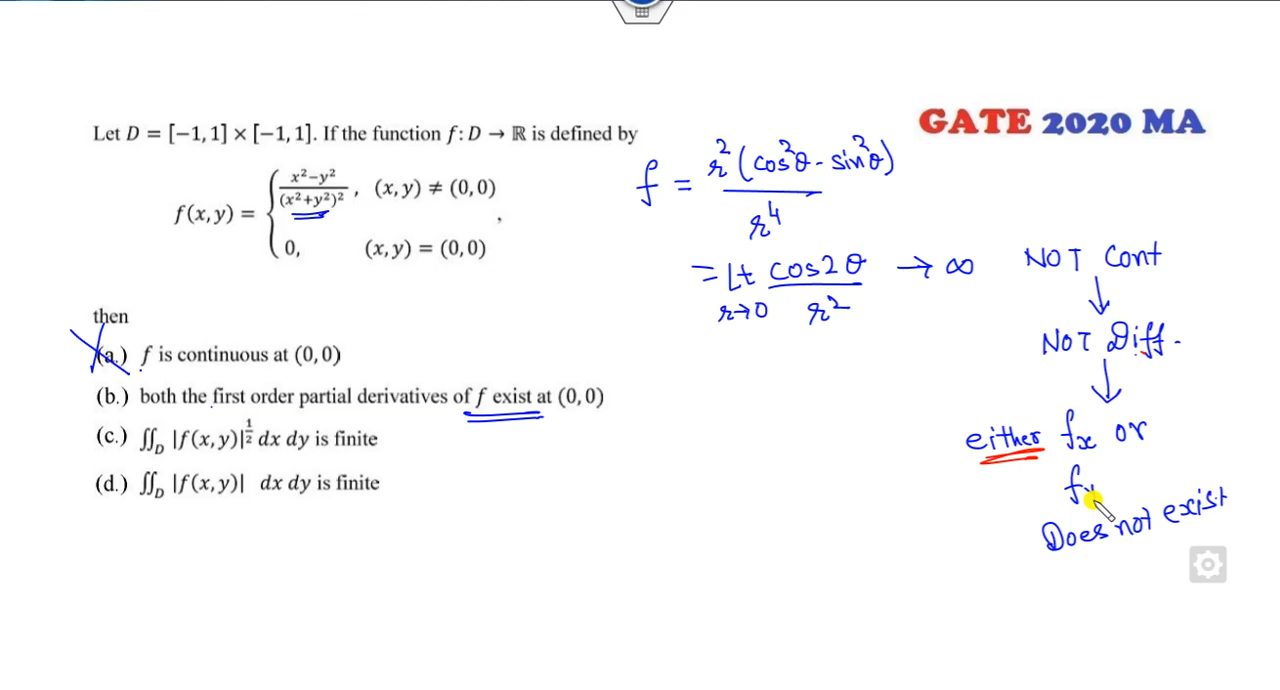 GATE 2020 MA
Let D = [−1, 1] × [−1, 1]. If the function f: D → ℝ is defined by
f(x, y) = { (x²−y²)/(x²+y²)², (x, y) ≠ (0, 0)
0, (x, y) = (0, 0) ,
then
(a.) f is continuous at (0, 0)
(b.) both the first order partial derivatives of f exist at (0, 0)
(c.) ∬_D |f(x, y)|^(1/2) dx dy is finite
(d.) ∬_D |f(x, y)| dx dy is finite
f = r²(cos²θ - sin²θ)/r⁴
= Lt r→0 cos2θ/r² → ∞
NOT Cont
↓
NOT Diff.
↓
either fx or
f
Does not exist